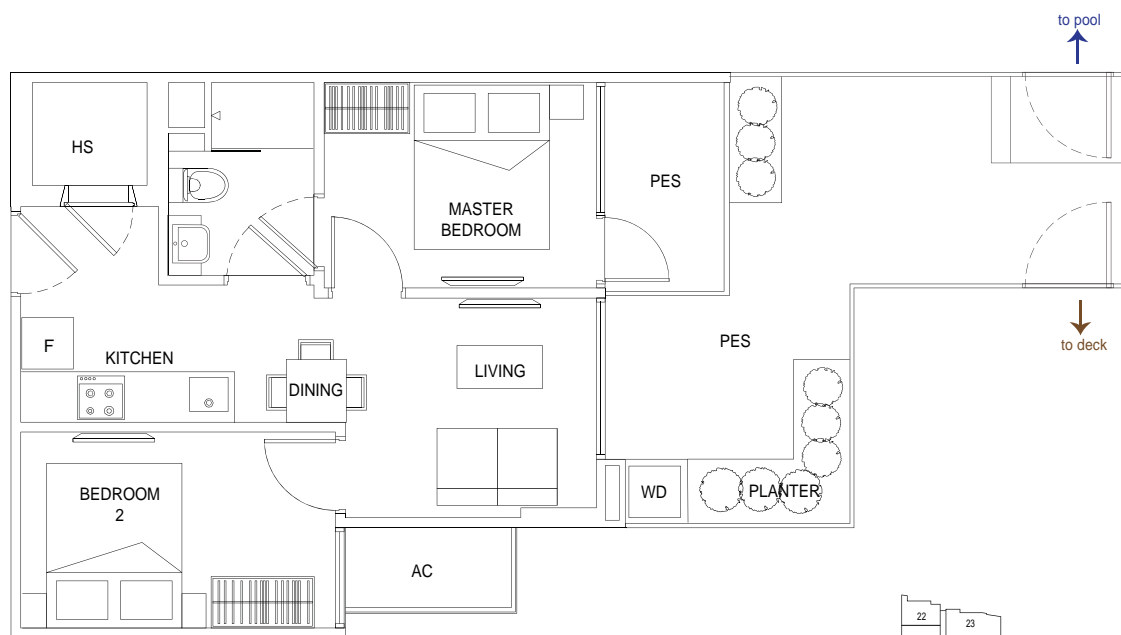 to pool
HS
PES
MASTER
BEDROOM
F
KITCHEN
DINING
LIVING
PES
to deck
BEDROOM
2
WD
PLANTER
AC
22
23